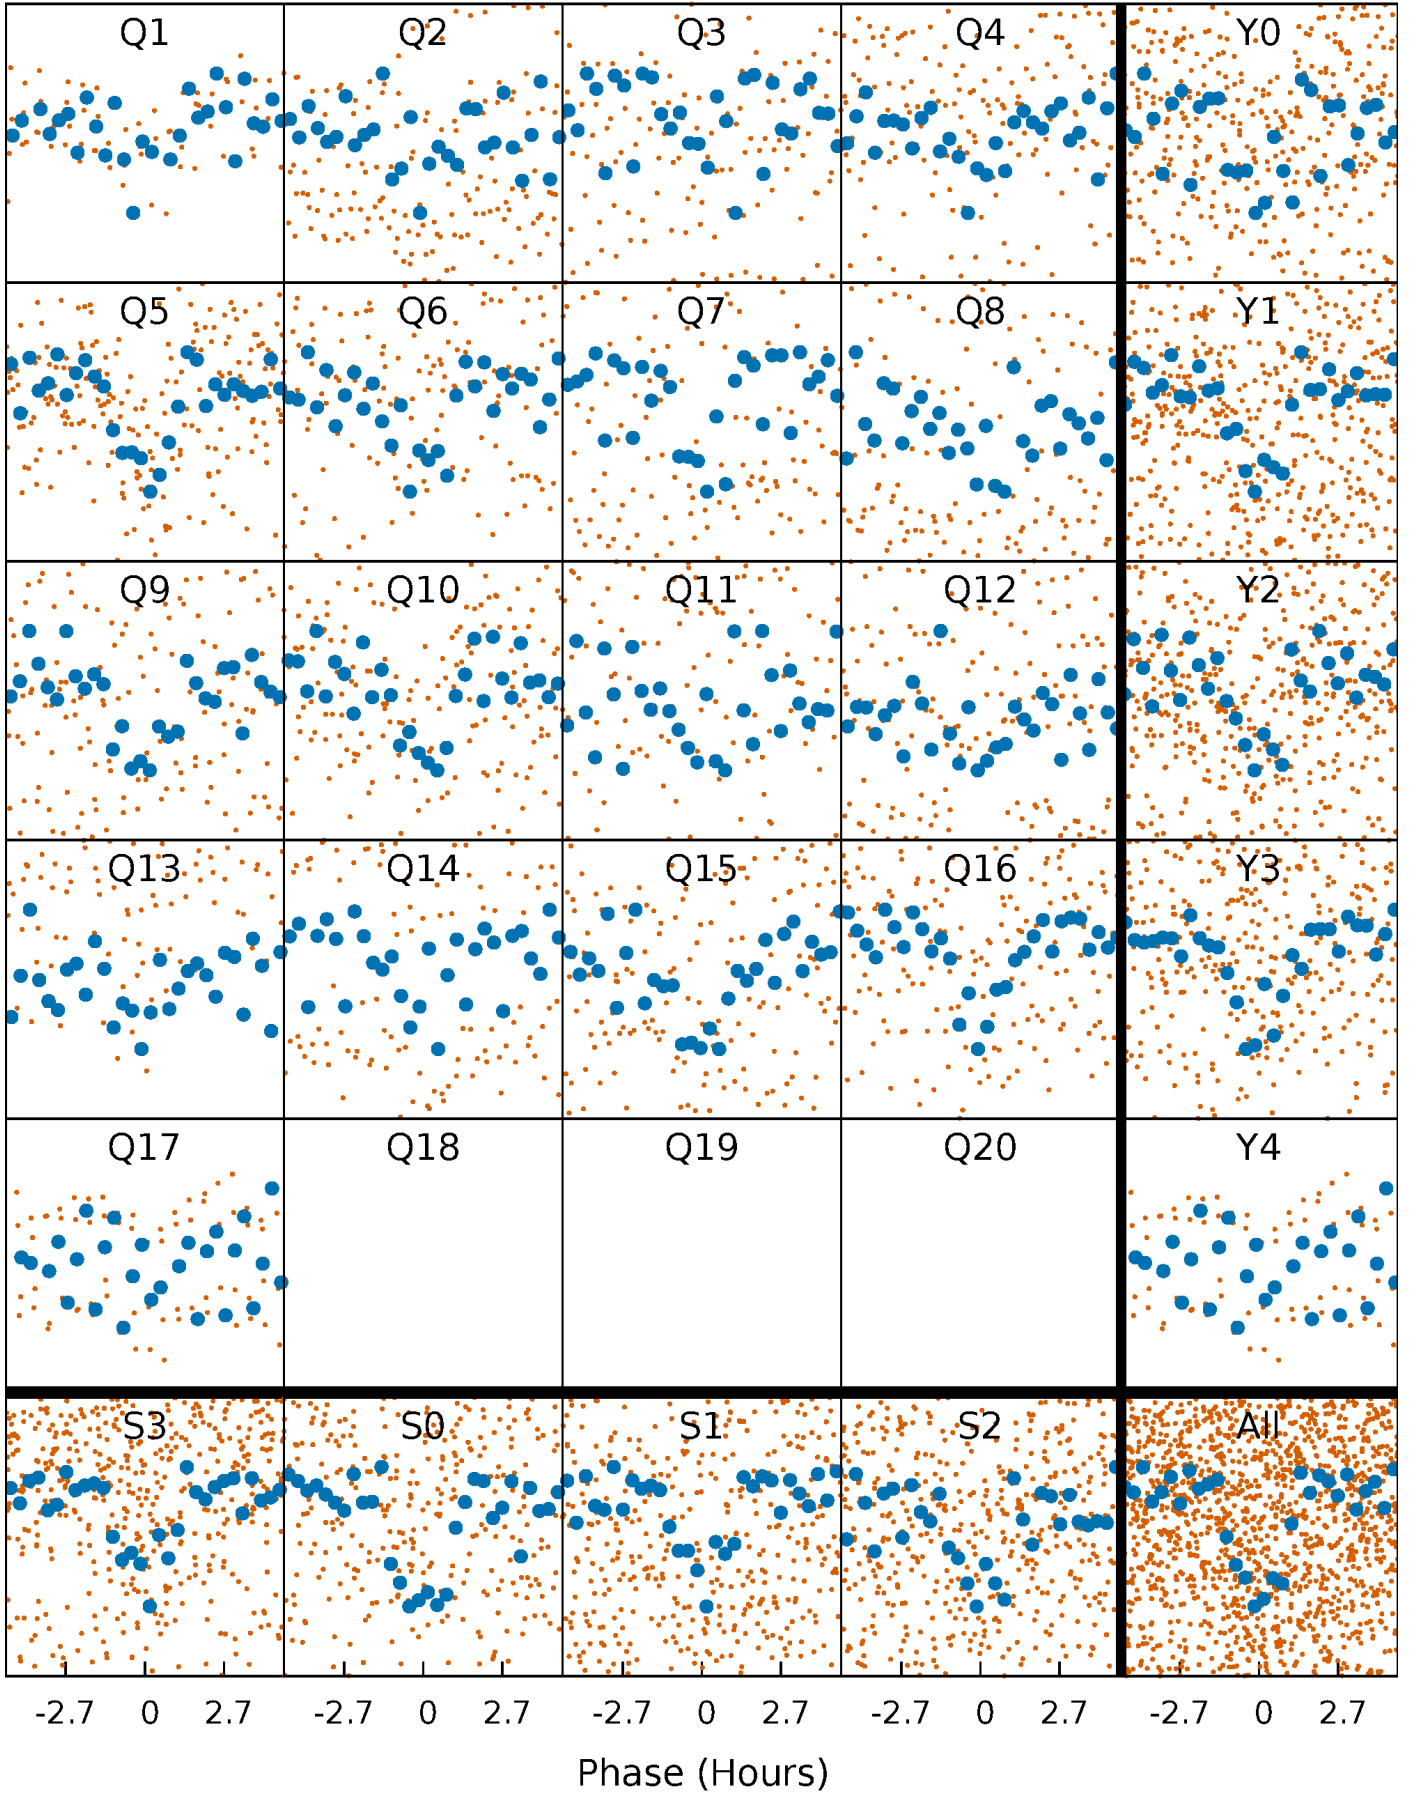 Q1 Q2 Q3 Q4 Y0
Q5 Q6 Q7 Q8 Y1
Q9 Q10 Q11 Q12 Y2
Q13 Q14 Q15 Q16 Y3
Q17 Q18 Q19 Q20 Y4
S3 S0 S1 S2 All
-2.7 0 2.7 -2.7 0 2.7 -2.7 0 2.7 -2.7 0 2.7 -2.7 0 2.7
Phase (Hours)